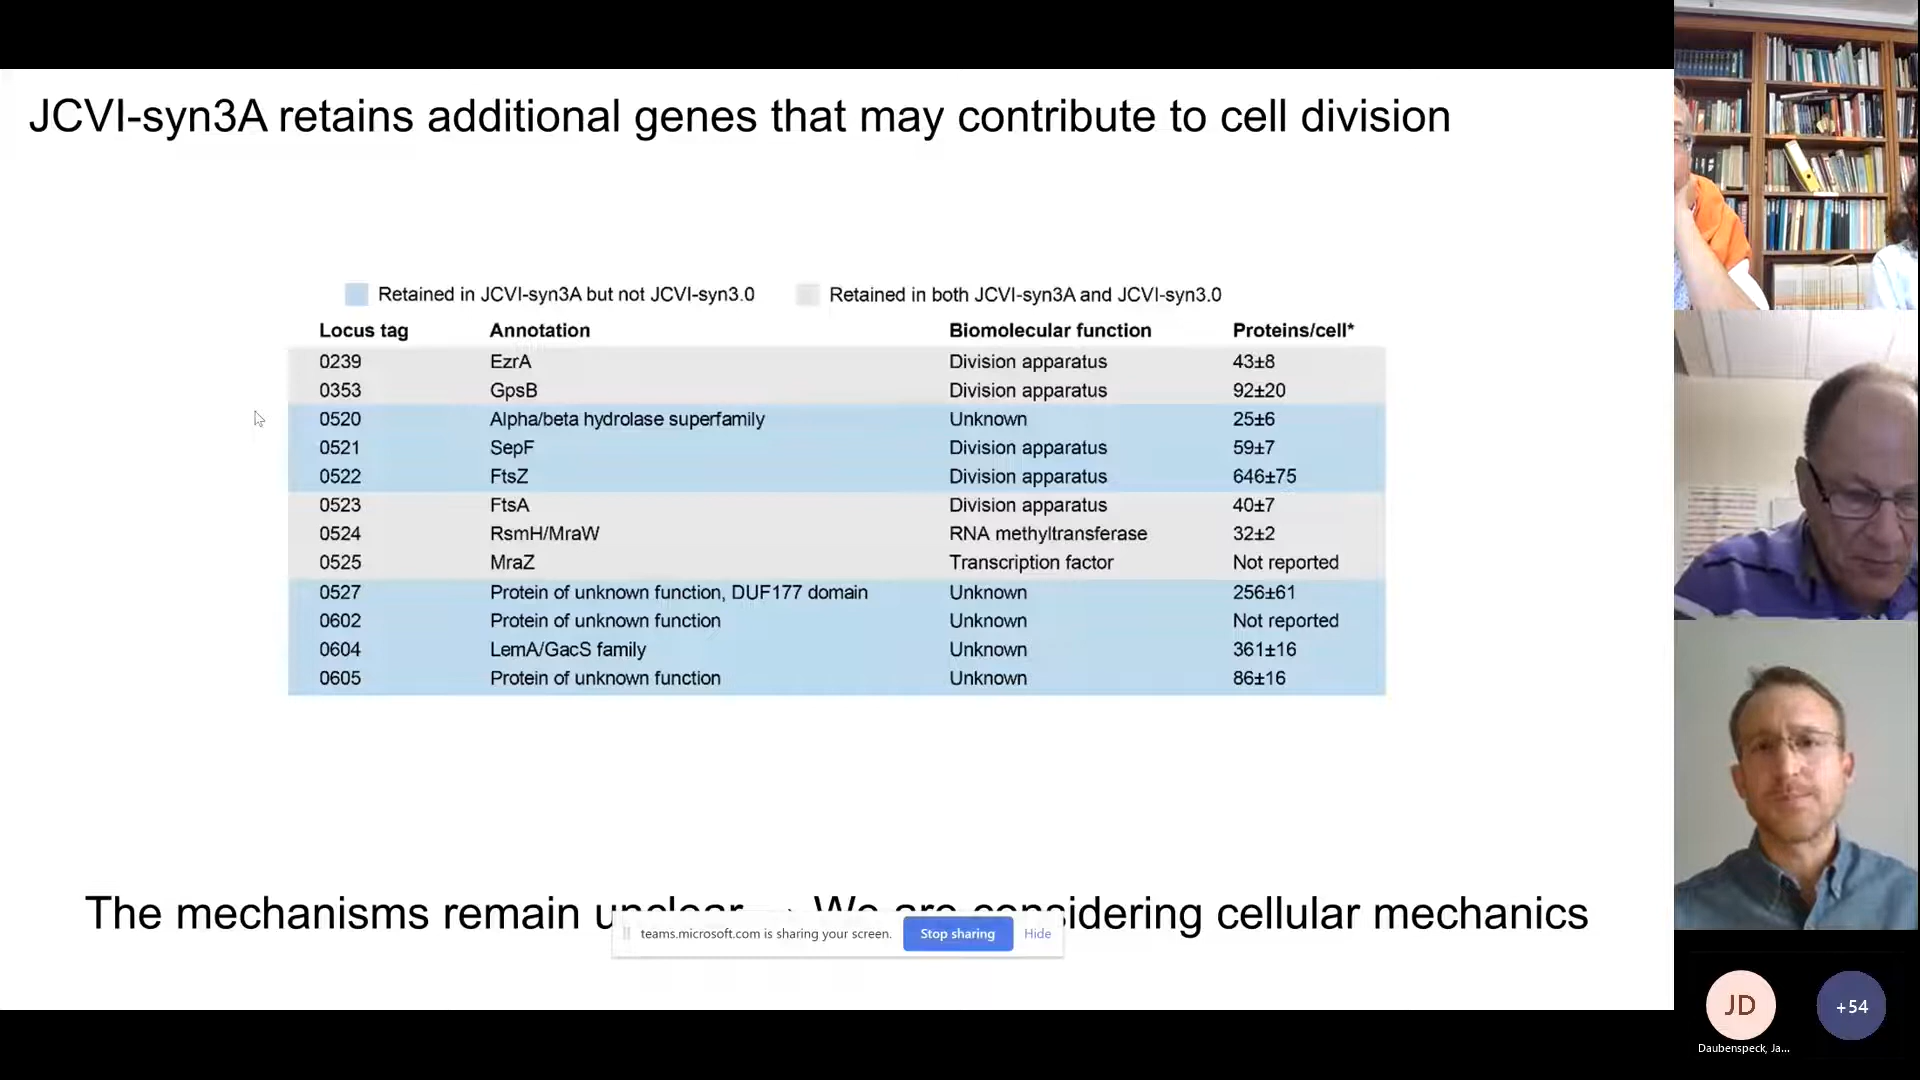 JCVI-syn3A retains additional genes that may contribute to cell division
Retained in JCVI-syn3A but not JCVI-syn3.0 Retained in both JCVI-syn3A and JCVI-syn3.0
Locus tag Annotation Biomolecular function Proteins/cell*
0239 EzrA Division apparatus 43±8
0353 GpsB Division apparatus 92±20
0520 Alpha/beta hydrolase superfamily Unknown 25±6
0521 SepF Division apparatus 59±7
0522 FtsZ Division apparatus 646±75
0523 FtsA Division apparatus 40±7
0524 RsmH/MraW RNA methyltransferase 32±2
0525 MraZ Transcription factor Not reported
0527 Protein of unknown function, DUF177 domain Unknown 256±61
0602 Protein of unknown function Unknown Not reported
0604 LemA/GacS family Unknown 361±16
0605 Protein of unknown function Unknown 86±16
The mechanisms remain unclear We are considering cellular mechanics
teams.microsoft.com is sharing your screen. Stop sharing Hide
JD +54
Daubenspeck, Ja...